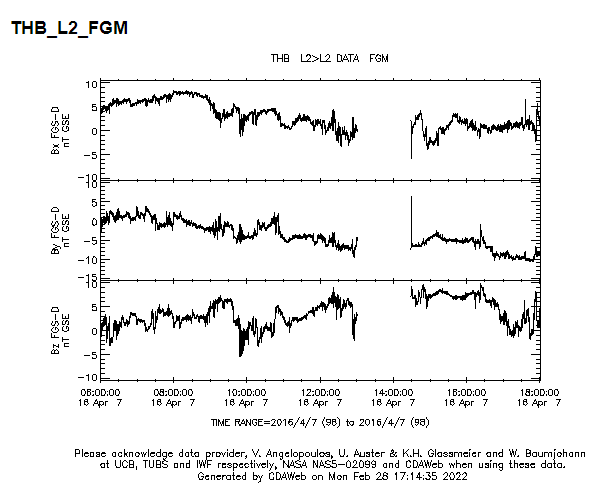 THB_L2_FGM
THB L2>L2 DATA FGM
Bx FGS-D
nT GSE
10
5
0
-5
-10
By FGS-D
nT GSE
10
5
0
-5
-10
-15
Bz FGS-D
nT GSE
10
5
0
-5
-10
06:00:00 08:00:00 10:00:00 12:00:00 14:00:00 16:00:00 18:00:00
16 Apr 7 16 Apr 7 16 Apr 7 16 Apr 7 16 Apr 7 16 Apr 7 16 Apr 7
TIME RANGE=2016/4/7 (98) to 2016/4/7 (98)
Please acknowledge data provider, V. Angelopoulos, U. Auster & K.H. Glassmeier and W. Baumjohann
at UCB, TUBS and IWF respectively, NASA NAS5-02099 and CDAWeb when using these data.
Generated by CDAWeb on Mon Feb 28 17:14:35 2022